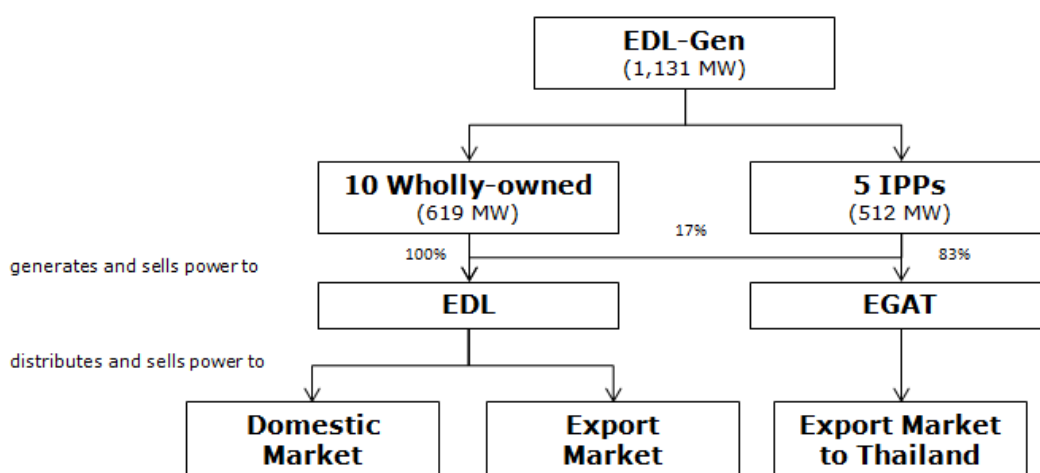 EDL-Gen
(1,131 MW)
10 Wholly-owned
(619 MW)
5 IPPs
(512 MW)
17%
100%
83%
generates and sells power to
EDL
EGAT
distributes and sells power to
Domestic
Market
Export
Market
Export Market
to Thailand